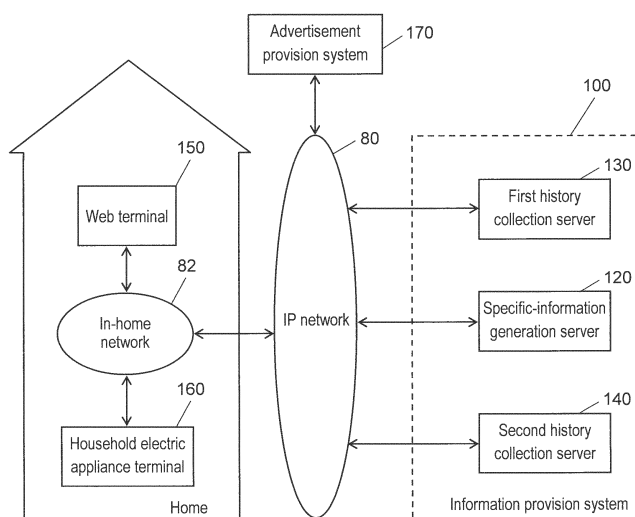 Advertisement
provision system
170
100
80
150
130
Web terminal
First history
collection server
82
120
In-home
network
IP network
Specific-information
generation server
160
140
Household electric
appliance terminal
Second history
collection server
Home
Information provision system